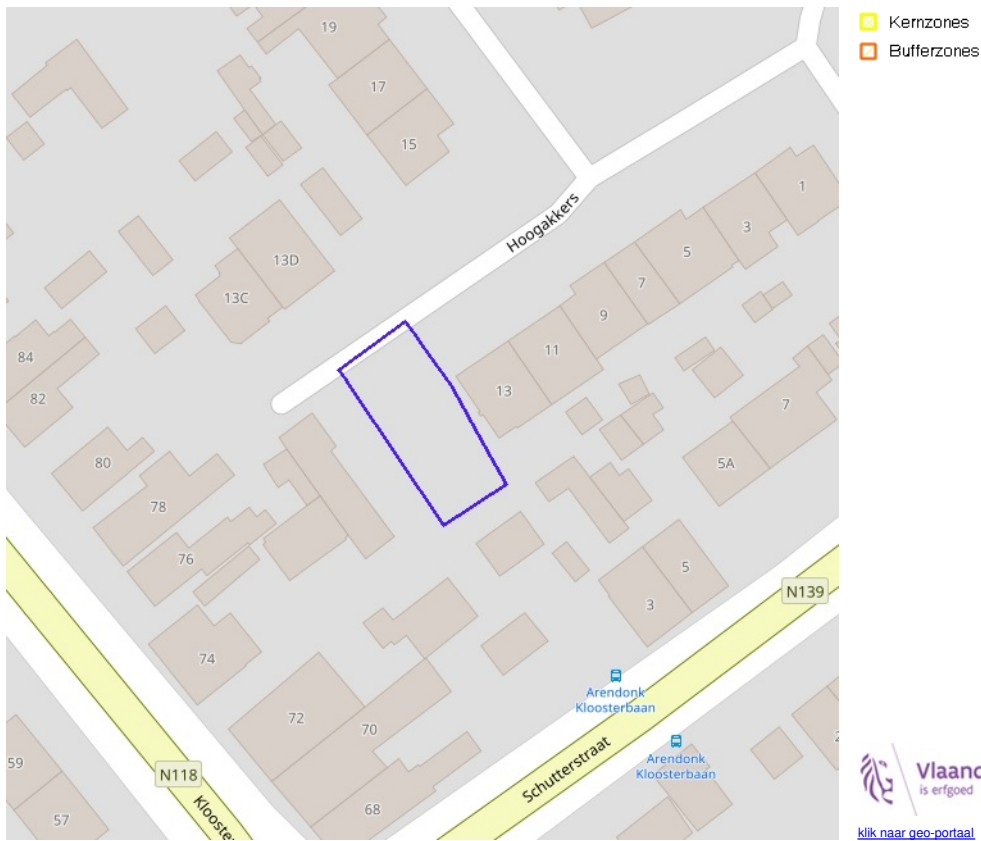 Kernzones
Bufferzones
19
17
15
1
3
5
7
9
11
13
13D
13C
Hoogakkers
84
82
80
78
76
74
72
70
68
7
5A
5
3
N139
Arendonk
Kloosterbaan
Arendonk
Kloosterbaan
Schutterstraat
N118
59
57
2
is erfgoed
klik naar geo-portaal